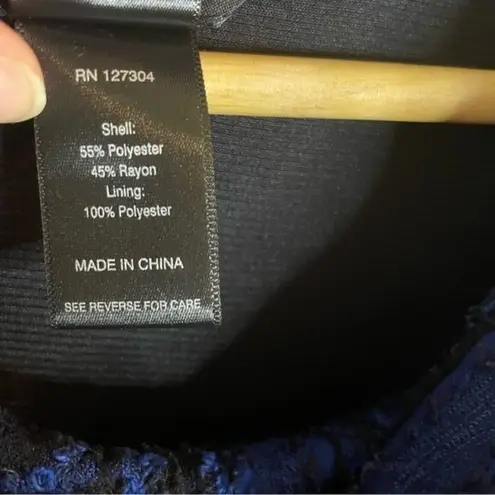 RN 127304
Shell:
55% Polyester
45% Rayon
Lining:
100% Polyester
MADE IN CHINA
SEE REVERSE FOR CARE